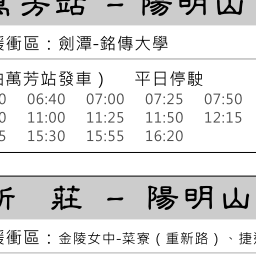 萬芳站 – 陽明山
緩衝區：劍潭-銘傳大學
由萬芳站發車） 平日停駛
0 06:40 07:00 07:25 07:50
0 11:00 11:25 11:50 12:15
5 15:30 15:55 16:20
新 莊 – 陽明山
緩衝區：金陵女中-菜寮（重新路）、捷